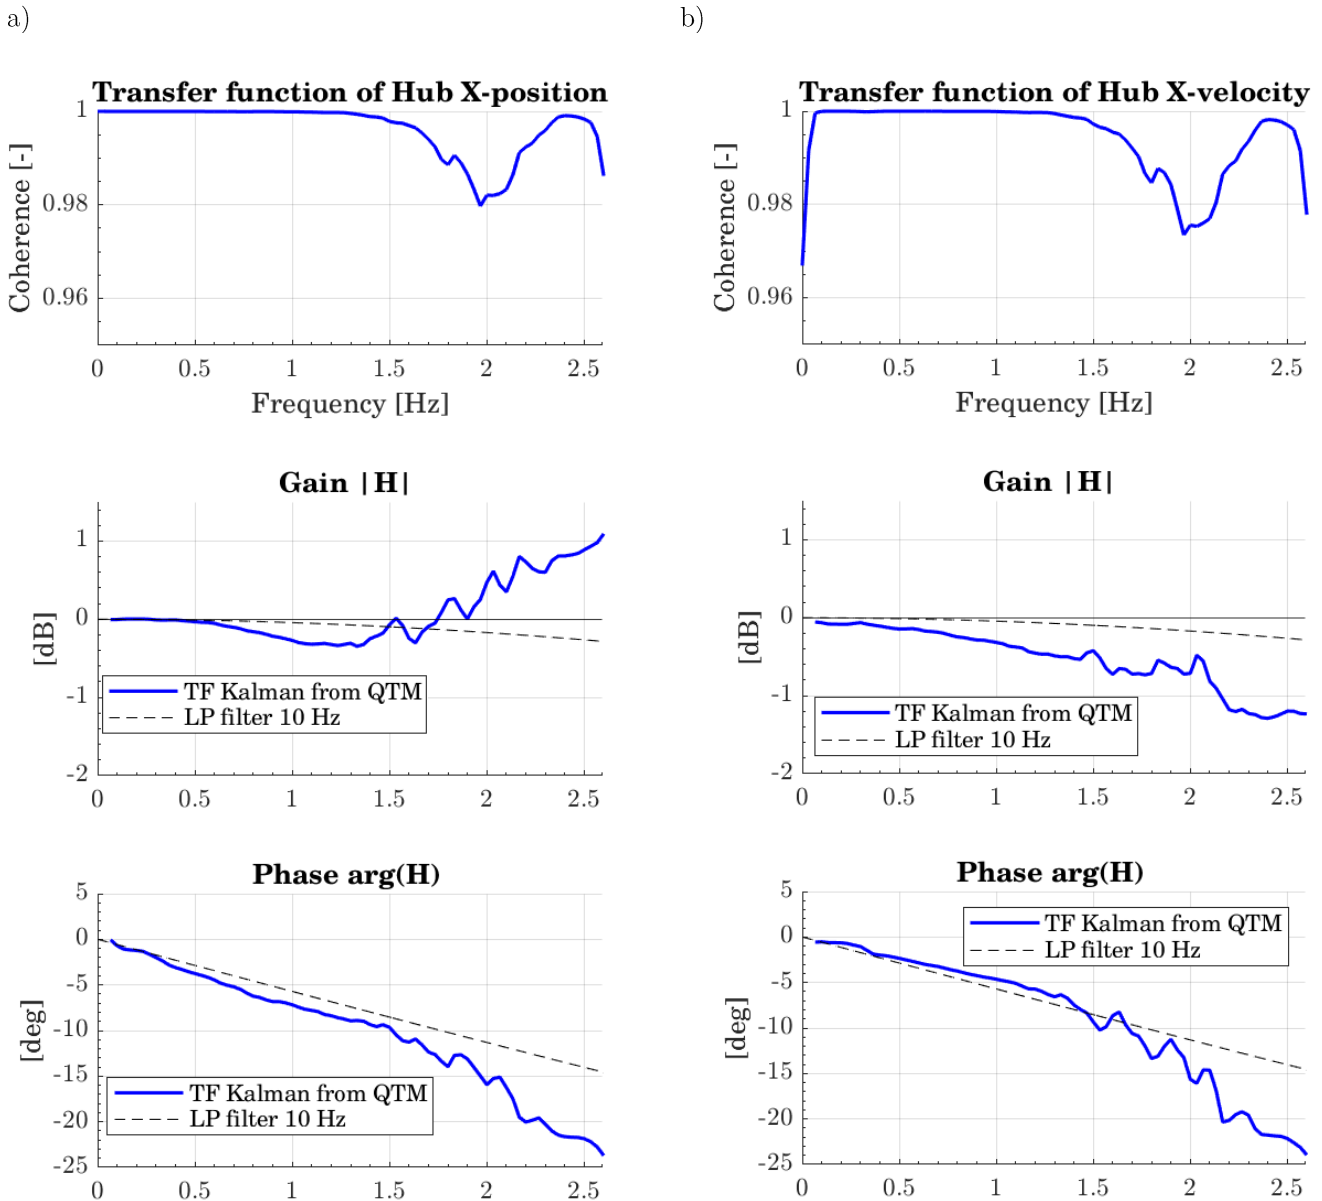 a)
Transfer function of Hub X-position
1
0.98
0.96
Coherence [-]
0 0.5 1 1.5 2 2.5
Frequency [Hz]
Gain |H|
1
0
-1
-2
[dB]
TF Kalman from QTM
LP filter 10 Hz
0 0.5 1 1.5 2 2.5
Phase arg(H)
5
0
-5
-10
-15
-20
-25
[deg]
TF Kalman from QTM
LP filter 10 Hz
0 0.5 1 1.5 2 2.5
b)
Transfer function of Hub X-velocity
1
0.98
0.96
Coherence [-]
0 0.5 1 1.5 2 2.5
Frequency [Hz]
Gain |H|
1
0
-1
-2
[dB]
TF Kalman from QTM
LP filter 10 Hz
0 0.5 1 1.5 2 2.5
Phase arg(H)
5
0
-5
-10
-15
-20
-25
[deg]
TF Kalman from QTM
LP filter 10 Hz
0 0.5 1 1.5 2 2.5